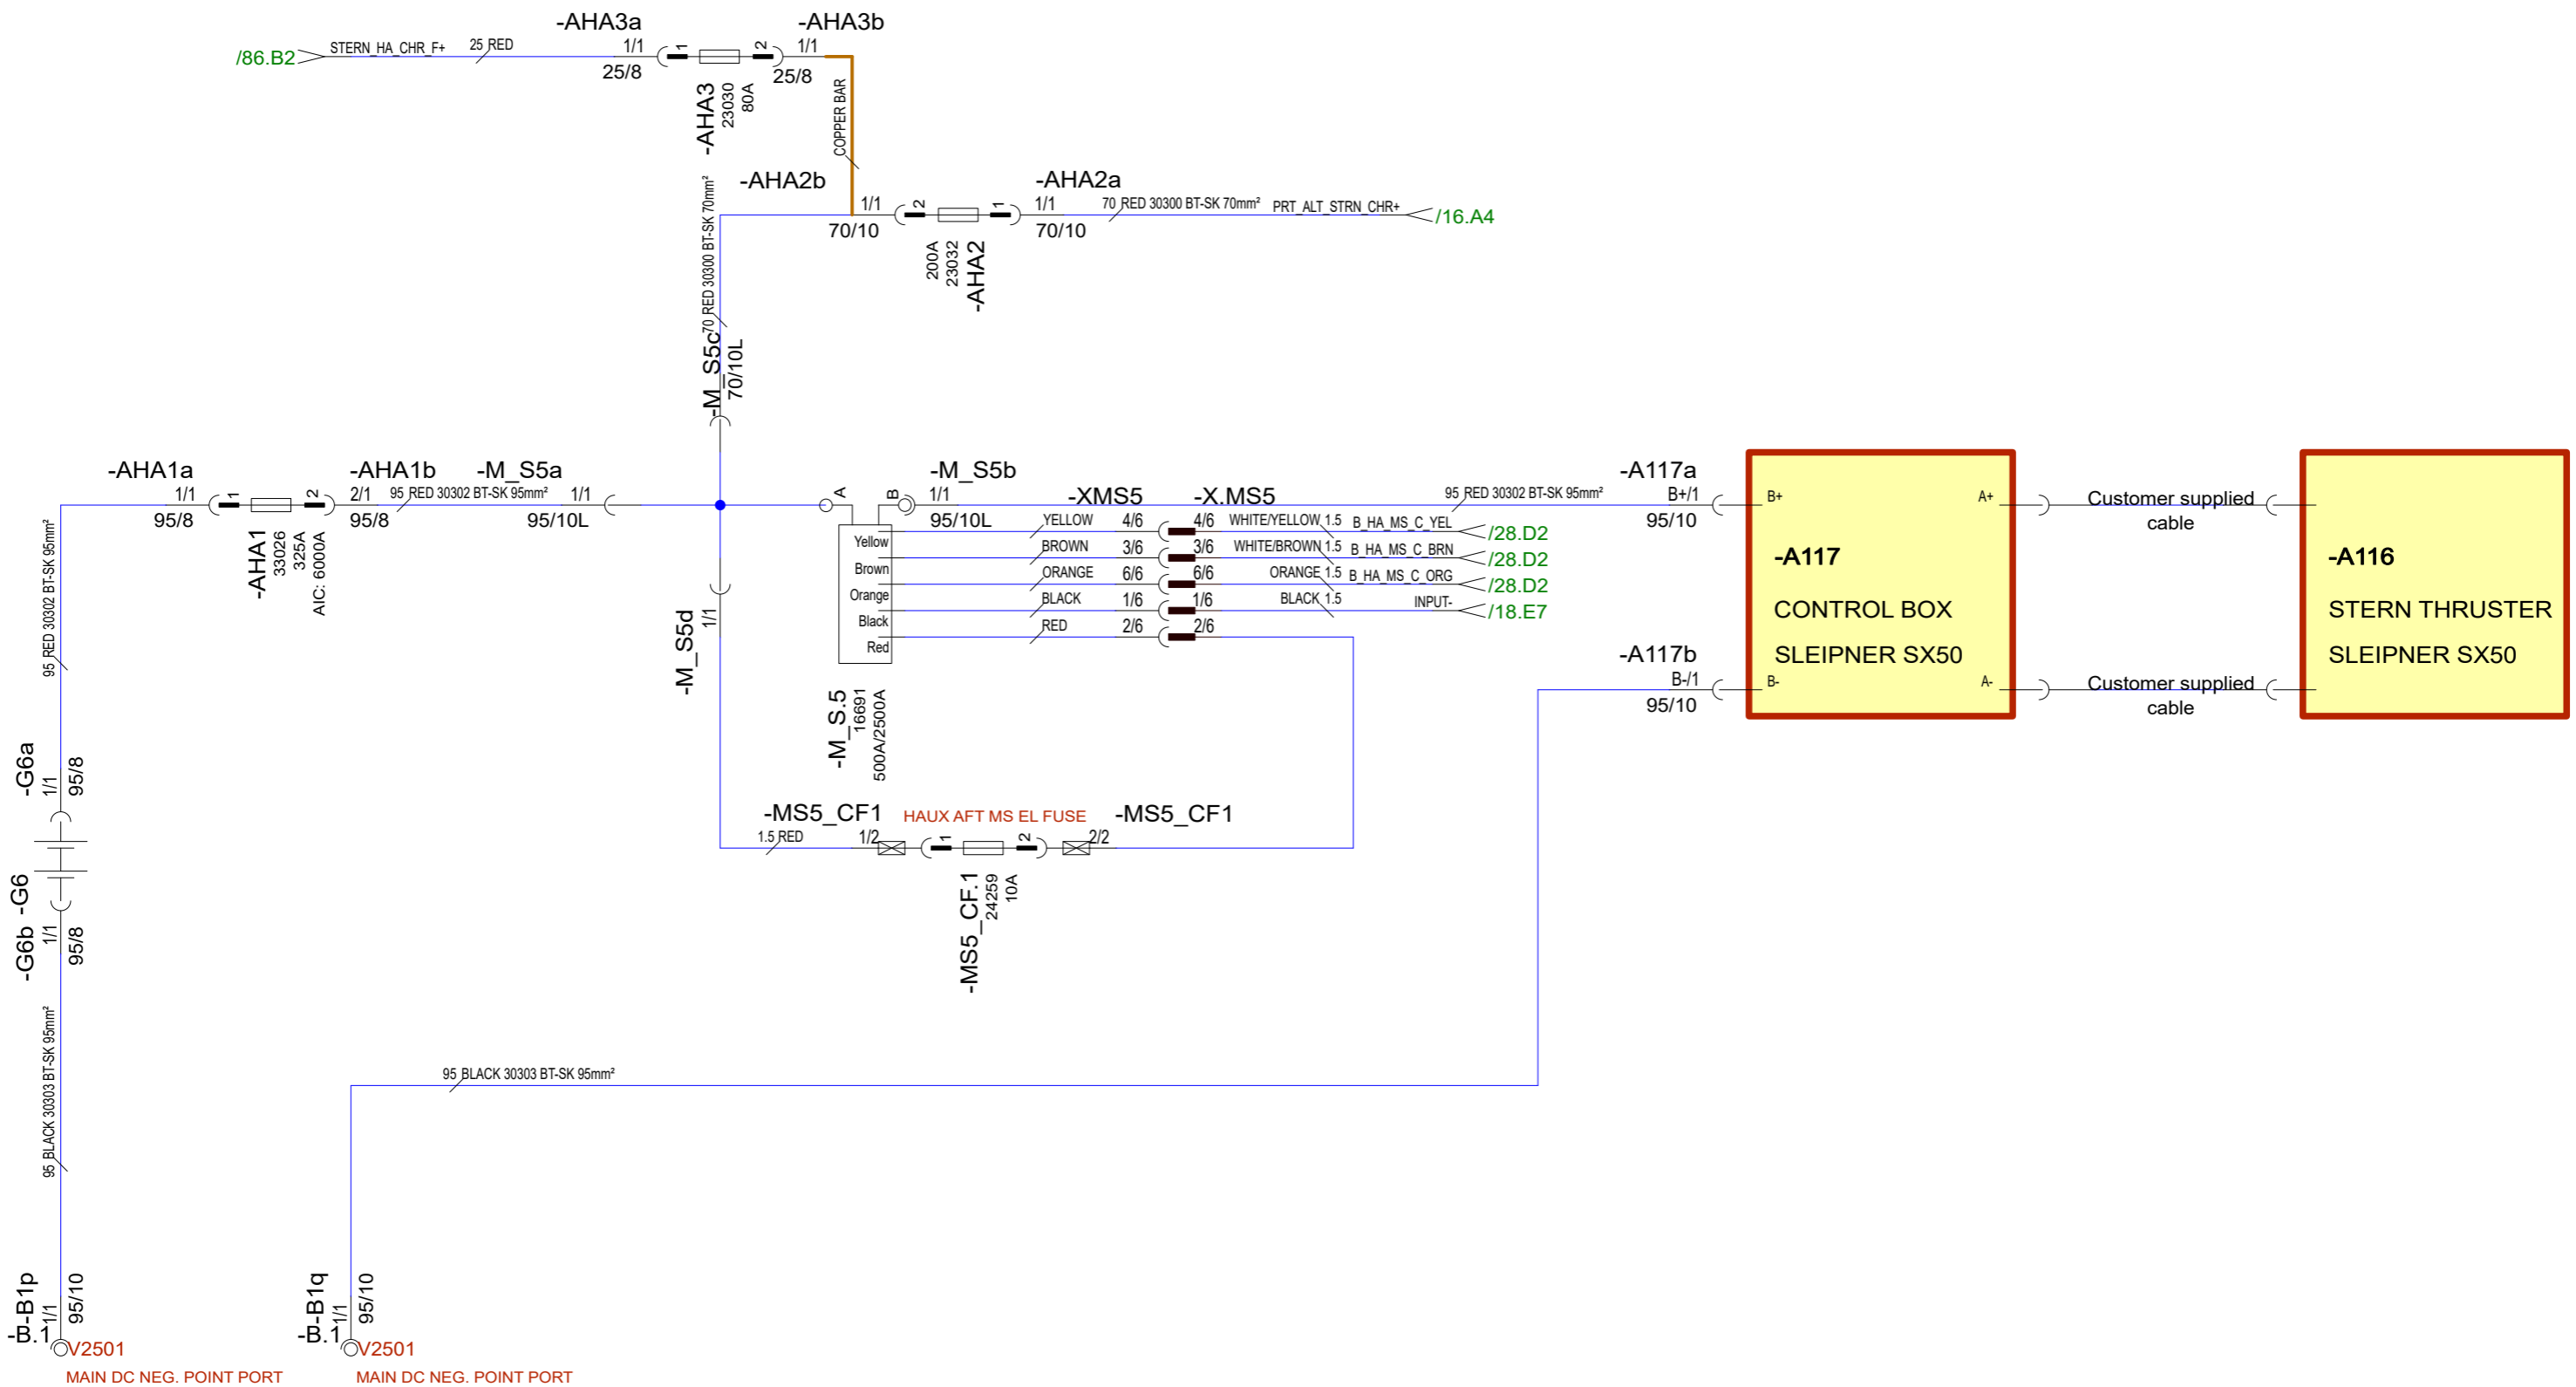 -AHA3a
-AHA3b
/86.B2
STERN_HA_CHR_F+
25 RED
1/1
1
2
1/1
25/8
25/8
-AHA3
23030
80A
COPPER BAR
-AHA2b
-AHA2a
1/1
2
1
1/1
70 RED 30300 BT-SK 70mm²
PRT_ALT_STRN_CHR+
/16.A4
70/10
70/10
200A
23032
-AHA2
70 RED 30300 BT-SK 70mm²
-M_S5c
70/10L
-AHA1a
-AHA1b
-M_S5a
1/1
1
2
2/1
95 RED 30302 BT-SK 95mm²
1/1
95/8
95/8
95/10L
-AHA1
33026
325A
AIC: 6000A
A
B
-M_S5b
1/1
95/10L
-XMS5
-X.MS5
95 RED 30302 BT-SK 95mm²
-A117a
B+/1
95/10
Yellow
YELLOW
4/6
4/6
WHITE/YELLOW 1.5
B_HA_MS_C_YEL
/28.D2
Brown
BROWN
3/6
3/6
WHITE/BROWN 1.5
B_HA_MS_C_BRN
/28.D2
Orange
ORANGE
6/6
6/6
ORANGE 1.5
B_HA_MS_C_ORG
/28.D2
Black
BLACK
1/6
1/6
BLACK 1.5
INPUT-
/18.E7
Red
RED
2/6
2/6
-M_S.5
16691
500A/2500A
-M_S5d
1/1
-A117b
B-/1
95/10
B+
A+
-A117
CONTROL BOX
SLEIPNER SX50
B-
A-
Customer supplied
cable
Customer supplied
cable
-A116
STERN THRUSTER
SLEIPNER SX50
95 RED 30302 BT-SK 95mm²
-G6a
1/1
95/8
-G6
-G6b
1/1
95/8
-MS5_CF1
HAUX AFT MS EL FUSE
-MS5_CF1
1.5 RED
1/2
1
2
2/2
-MS5_CF.1
24259
10A
95 BLACK 30303 BT-SK 95mm²
95 BLACK 30303 BT-SK 95mm²
-B1p
1/1
95/10
-B.1
V2501
MAIN DC NEG. POINT PORT
-B1q
1/1
95/10
-B.1
V2501
MAIN DC NEG. POINT PORT